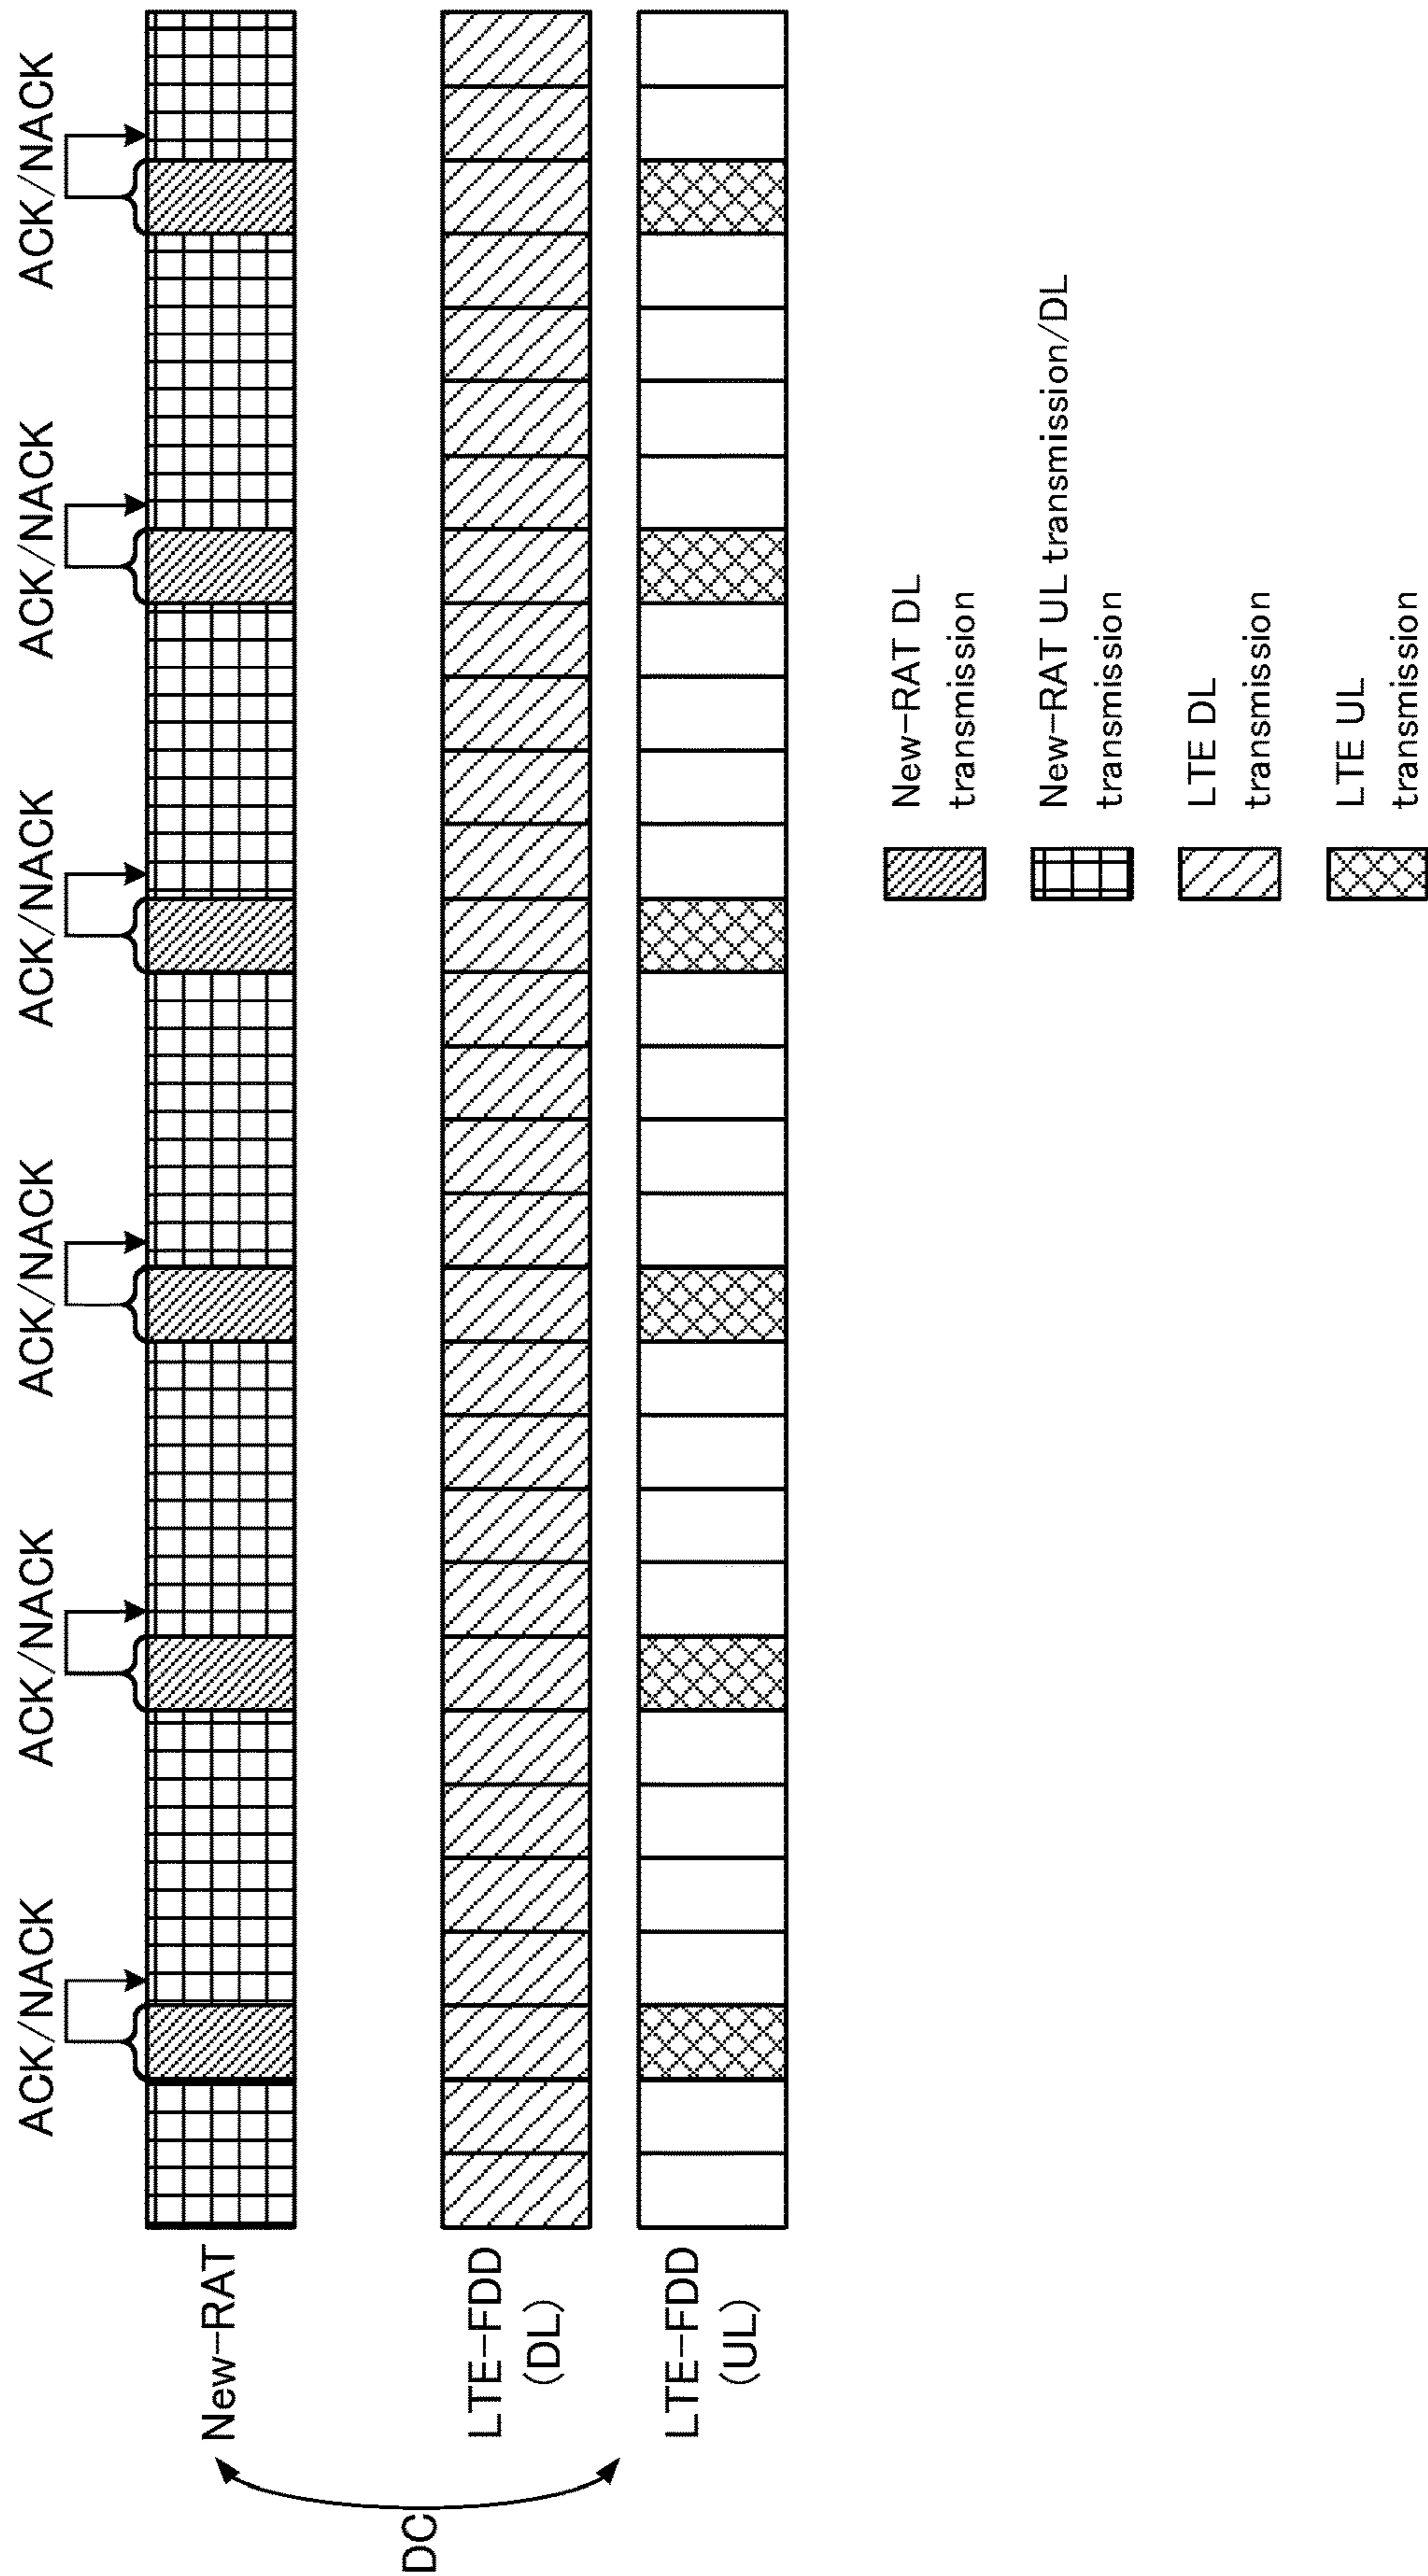 ACK/NACK
ACK/NACK
ACK/NACK
ACK/NACK
ACK/NACK
ACK/NACK
New-RAT
DC
LTE-FDD
(DL)
LTE-FDD
(UL)
New-RAT DL
transmission
New-RAT UL transmission/DL
transmission
LTE DL
transmission
LTE UL
transmission